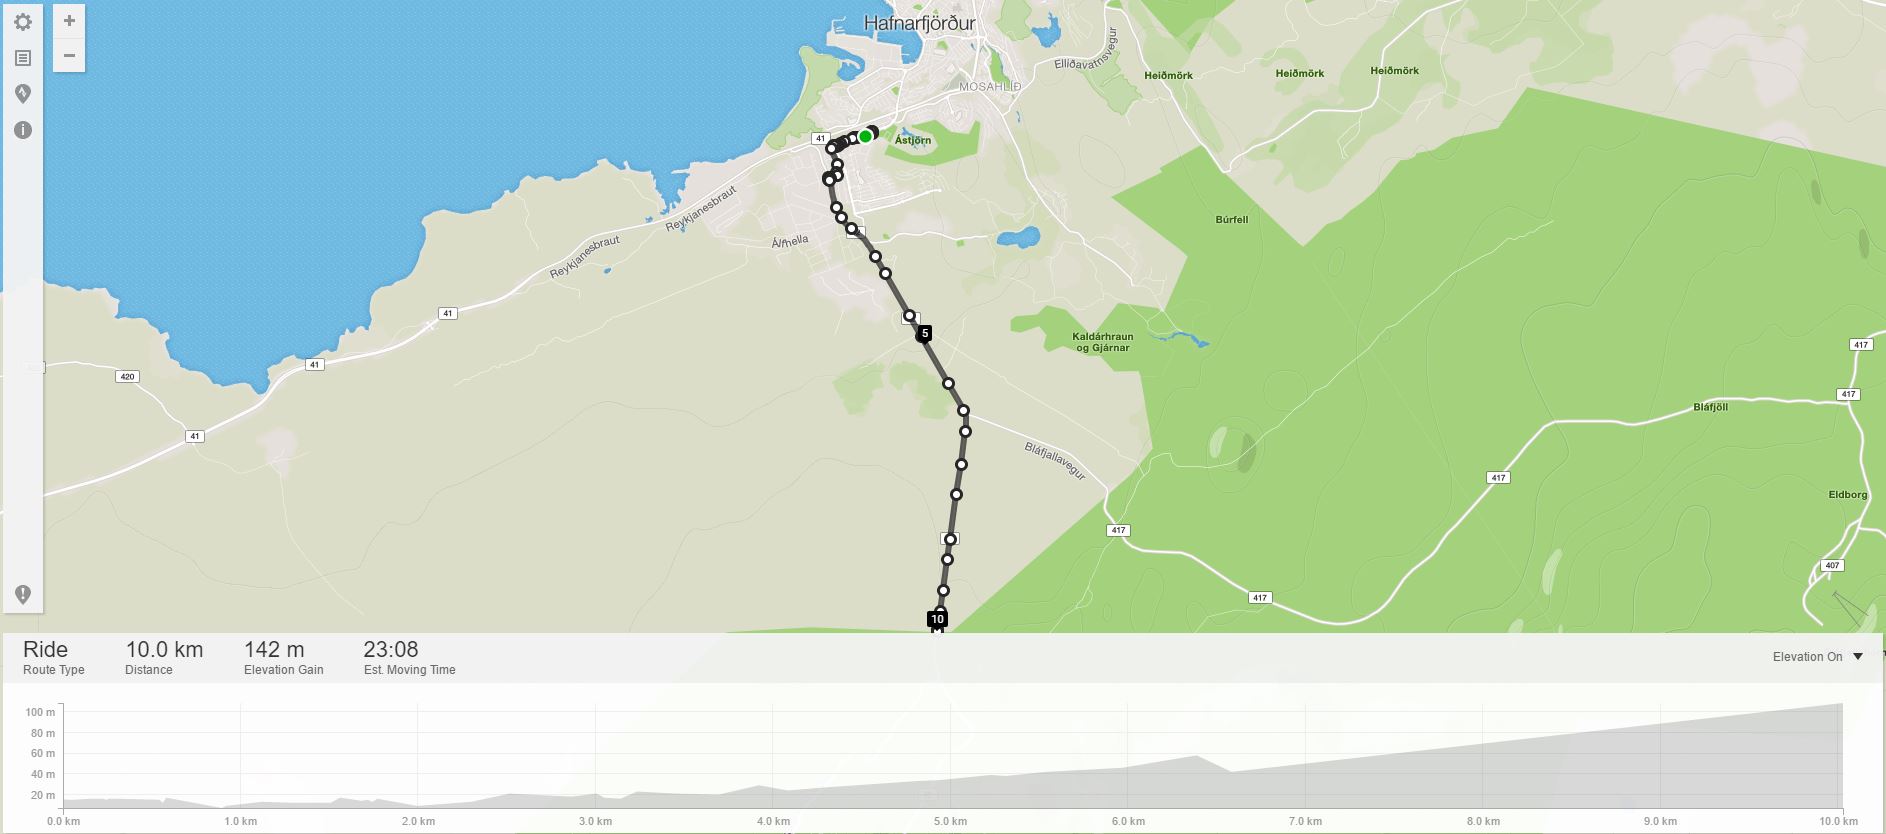 +
−
Hafnarfjörður
Elliðavatnsvegur
Heiðmörk
Heiðmörk
Heiðmörk
MOSAHLÍÐ
41
Ástjörn
Reykjanesbraut
Búrfell
Álfhella
Reykjanesbraut
41
5
Kaldárhraun
og Gjárnar
417
41
420
417
Bláfjöll
41
Bláfjallavegur
417
Eldborg
417
407
417
10
Ride
10.0 km
142 m
23:08
Route Type
Distance
Elevation Gain
Est. Moving Time
Elevation On
100 m
80 m
60 m
40 m
20 m
0.0 km
1.0 km
2.0 km
3.0 km
4.0 km
5.0 km
6.0 km
7.0 km
8.0 km
9.0 km
10.0 km